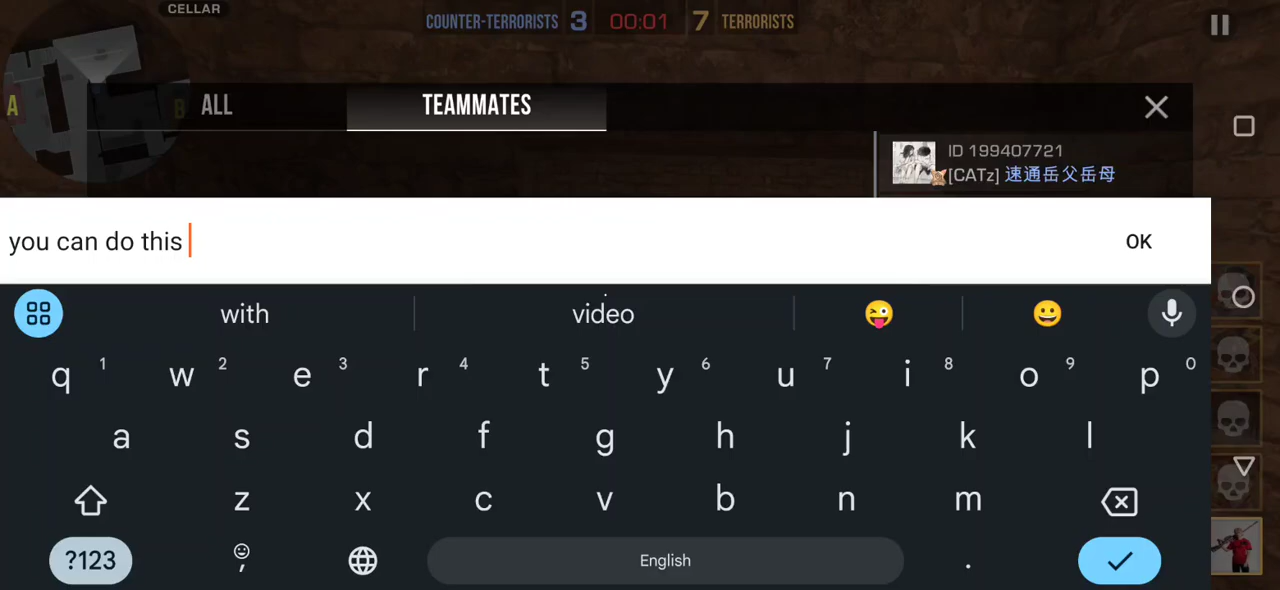 CELLAR
COUNTER-TERRORISTS 3 00:01 7 TERRORISTS
A B
ALL TEAMMATES
ID 199407721
[CATz] 速通岳父岳母
you can do this
OK
with video 😜 😀
q 1 w 2 e 3 r 4 t 5 y 6 u 7 i 8 o 9 p 0
a s d f g h j k l
z x c v b n m
?123 , English .